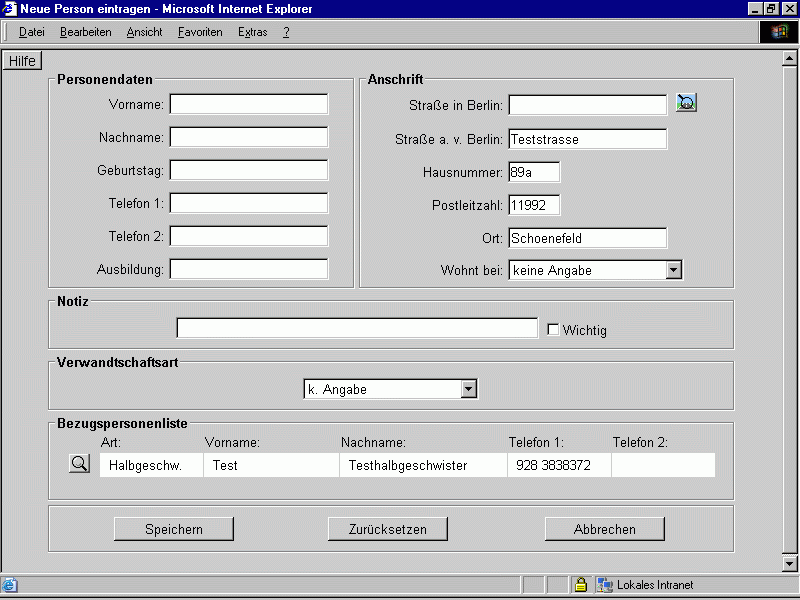 Neue Person eintragen - Microsoft Internet Explorer
Datei Bearbeiten Ansicht Favoriten Extras ?
Hilfe
Personendaten
Vorname:
Nachname:
Geburtstag:
Telefon 1:
Telefon 2:
Ausbildung:
Anschrift
Straße in Berlin:
Straße a. v. Berlin: Teststrasse
Hausnummer: 89a
Postleitzahl: 11992
Ort: Schoenefeld
Wohnt bei: keine Angabe
Notiz
Wichtig
Verwandtschaftsart
k. Angabe
Bezugspersonenliste
Art: Vorname: Nachname: Telefon 1: Telefon 2:
Halbgeschw. Test Testhalbgeschwister 928 3838372
Speichern Zurücksetzen Abbrechen
Lokales Intranet